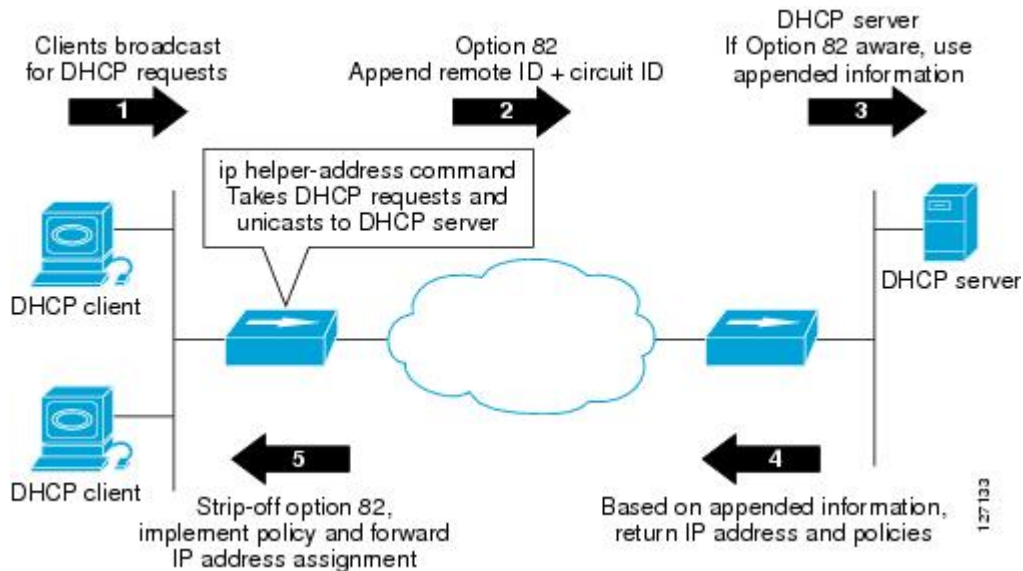 Clients broadcast
for DHCP requests
1
Option 82
Append remote ID + circuit ID
2
DHCP server
If Option 82 aware, use
appended information
3
ip helper-address command
Takes DHCP requests and
unicasts to DHCP server
DHCP client
DHCP server
DHCP client
5
Strip-off option 82,
implement policy and forward
IP address assignment
4
Based on appended information,
return IP address and policies
127133